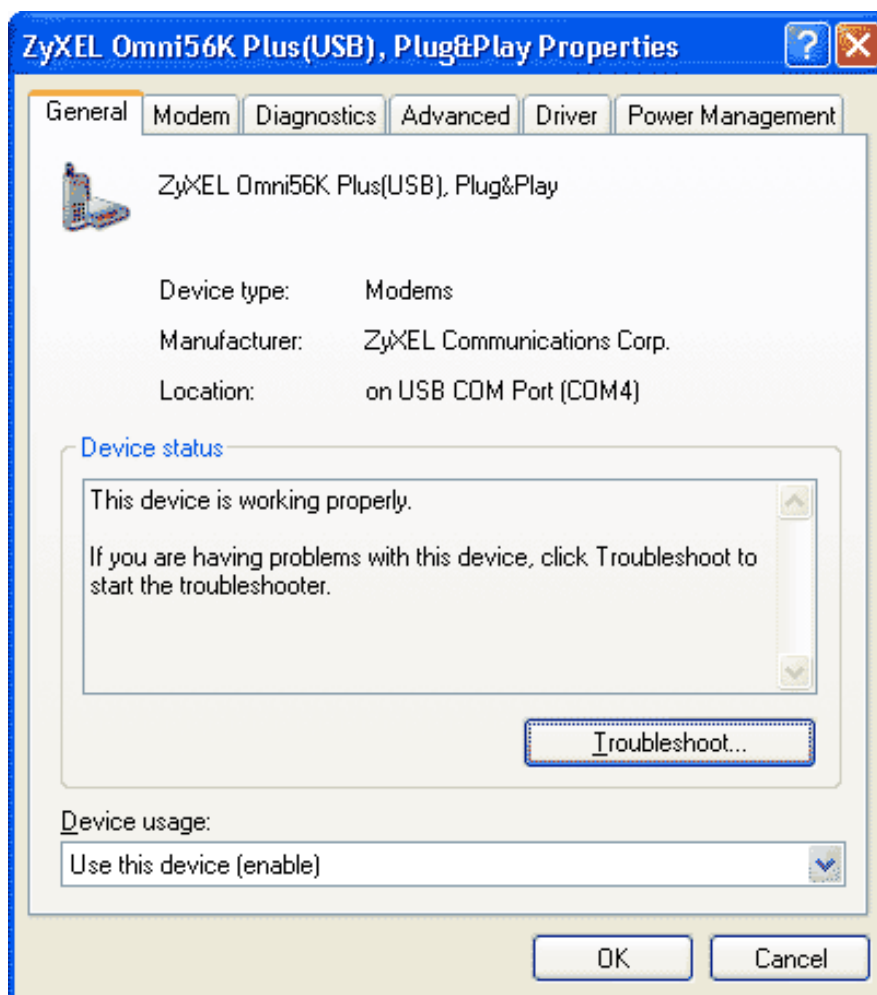 ZyXEL Omni56K Plus(USB), Plug&Play Properties
General Modem Diagnostics Advanced Driver Power Management
ZyXEL Omni56K Plus(USB), Plug&Play
Device type: Modems
Manufacturer: ZyXEL Communications Corp.
Location: on USB COM Port (COM4)
Device status
This device is working properly.
If you are having problems with this device, click Troubleshoot to
start the troubleshooter.
Troubleshoot...
Device usage:
Use this device (enable)
OK Cancel